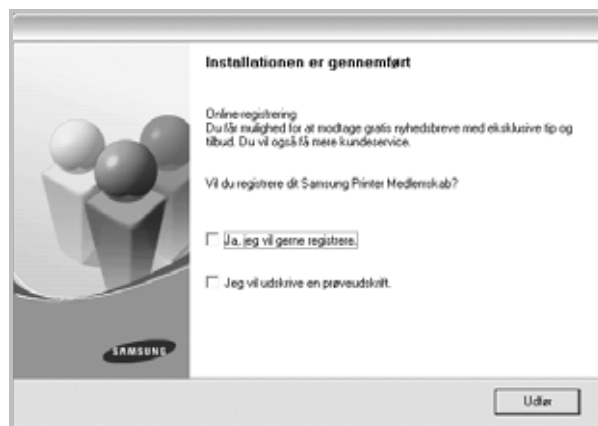 Installationen er gennemført
Online-registrering
Du får mulighed for at modtage gratis nyhedsbreve med eksklusive tip og
tilbud. Du vil også få mere kundeservice.
Vil du registrere dit Samsung Printer Medlemskab?
Ja, jeg vil gerne registrere.
Jeg vil udskrive en prøveudskrift.
SAMSUNG
Udfør